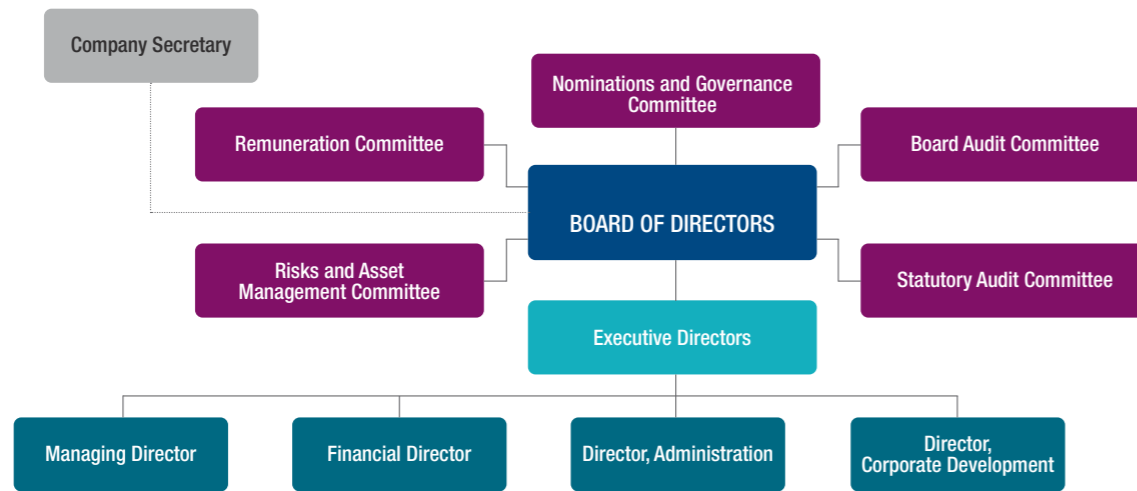 Company Secretary
Nominations and Governance
Committee
Remuneration Committee
Board Audit Committee
BOARD OF DIRECTORS
Risks and Asset
Management Committee
Statutory Audit Committee
Executive Directors
Managing Director
Financial Director
Director, Administration
Director,
Corporate Development